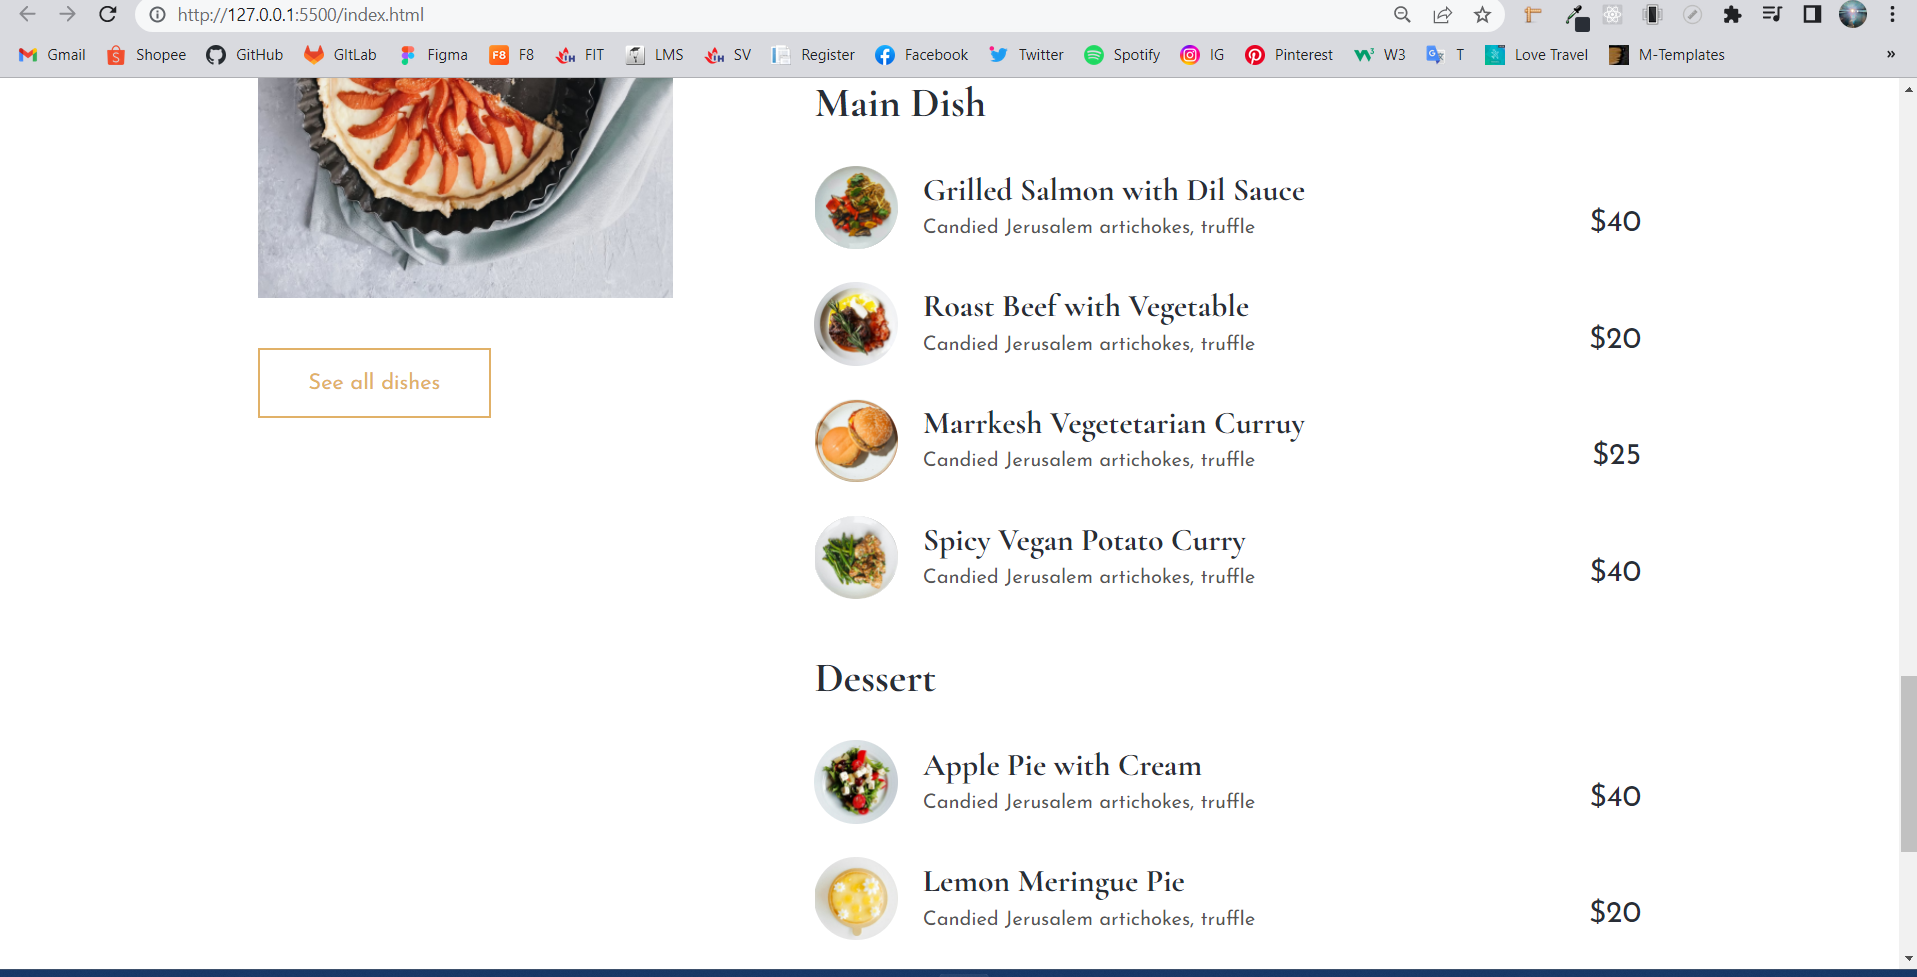 http://127.0.0.1:5500/index.html
Gmail Shopee GitHub GItLab Figma F8 F8 FIT LMS SV Register Facebook Twitter Spotify IG Pinterest W3 T Love Travel M-Templates »
Main Dish
Grilled Salmon with Dil Sauce
Candied Jerusalem artichokes, truffle
$40
Roast Beef with Vegetable
Candied Jerusalem artichokes, truffle
$20
See all dishes
Marrkesh Vegetetarian Curruy
Candied Jerusalem artichokes, truffle
$25
Spicy Vegan Potato Curry
Candied Jerusalem artichokes, truffle
$40
Dessert
Apple Pie with Cream
Candied Jerusalem artichokes, truffle
$40
Lemon Meringue Pie
Candied Jerusalem artichokes, truffle
$20